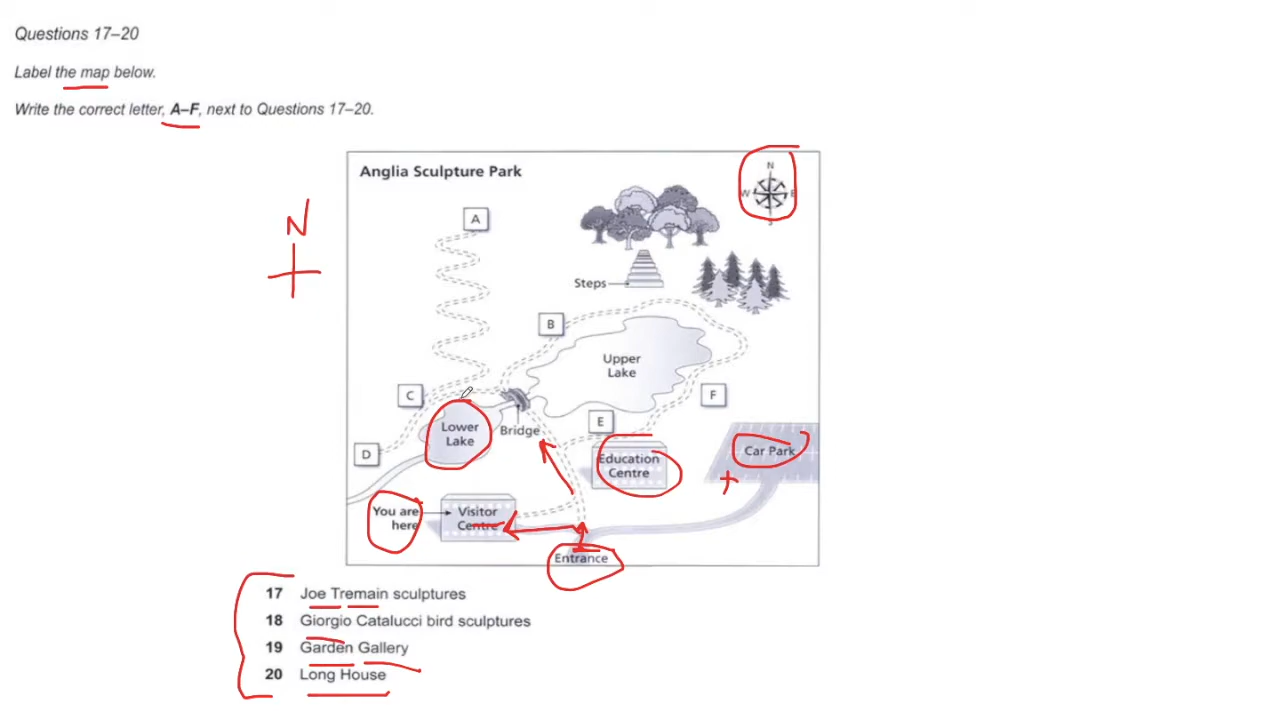 Questions 17–20
Label the map below.
Write the correct letter, A–F, next to Questions 17–20.
Anglia Sculpture Park
N
W
E
S
N
A
Steps
B
Upper
Lake
C
F
Lower
Lake
Bridge
E
D
Education
Centre
Car Park
You are
here
Visitor
Centre
Entrance
17 Joe Tremain sculptures
18 Giorgio Catalucci bird sculptures
19 Garden Gallery
20 Long House